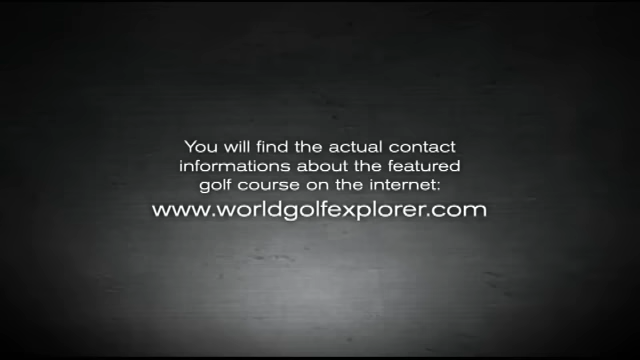 You will find the actual contact
informations about the featured
golf course on the internet:
www.worldgolfexplorer.com